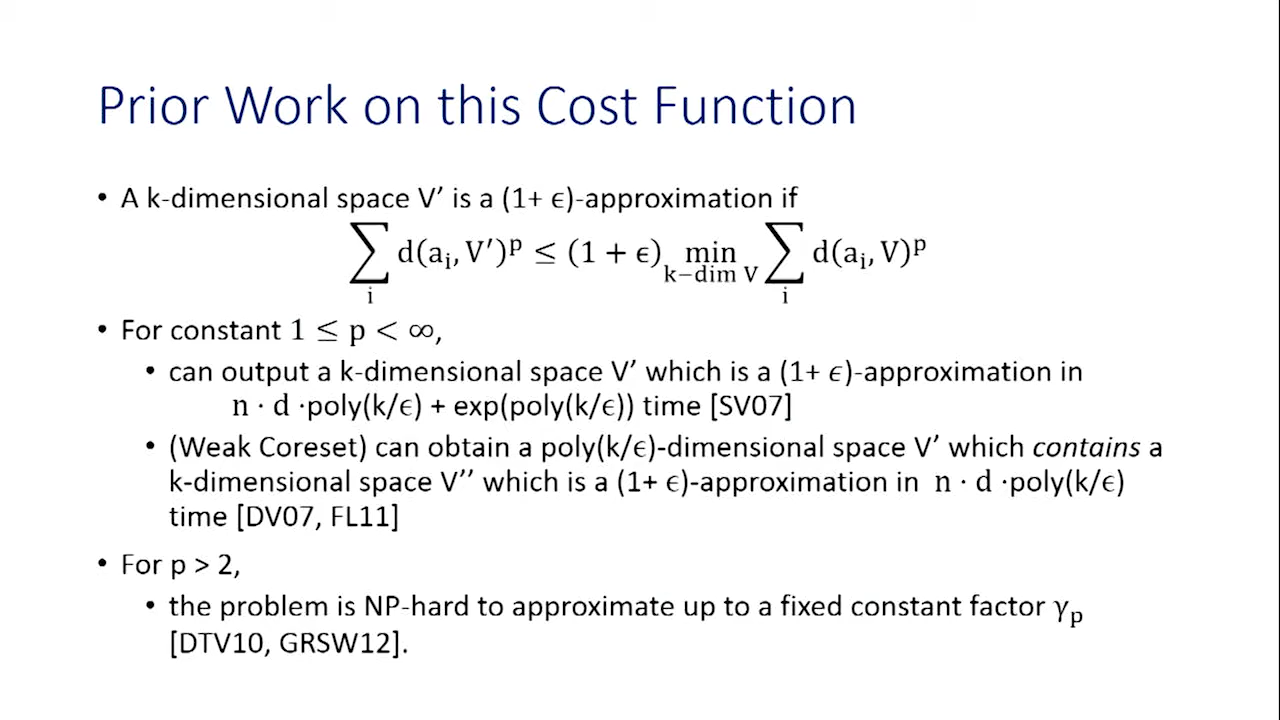 Prior Work on this Cost Function
• A k-dimensional space V’ is a (1+ ϵ)-approximation if
∑ᵢ d(aᵢ, V′)ᵖ ≤ (1 + ϵ) min k−dim V ∑ᵢ d(aᵢ, V)ᵖ
• For constant 1 ≤ p < ∞,
• can output a k-dimensional space V’ which is a (1+ ϵ)-approximation in
n · d ·poly(k/ϵ) + exp(poly(k/ϵ)) time [SV07]
• (Weak Coreset) can obtain a poly(k/ϵ)-dimensional space V’ which contains a
k-dimensional space V’’ which is a (1+ ϵ)-approximation in n · d ·poly(k/ϵ)
time [DV07, FL11]
• For p > 2,
• the problem is NP-hard to approximate up to a fixed constant factor γₚ
[DTV10, GRSW12].